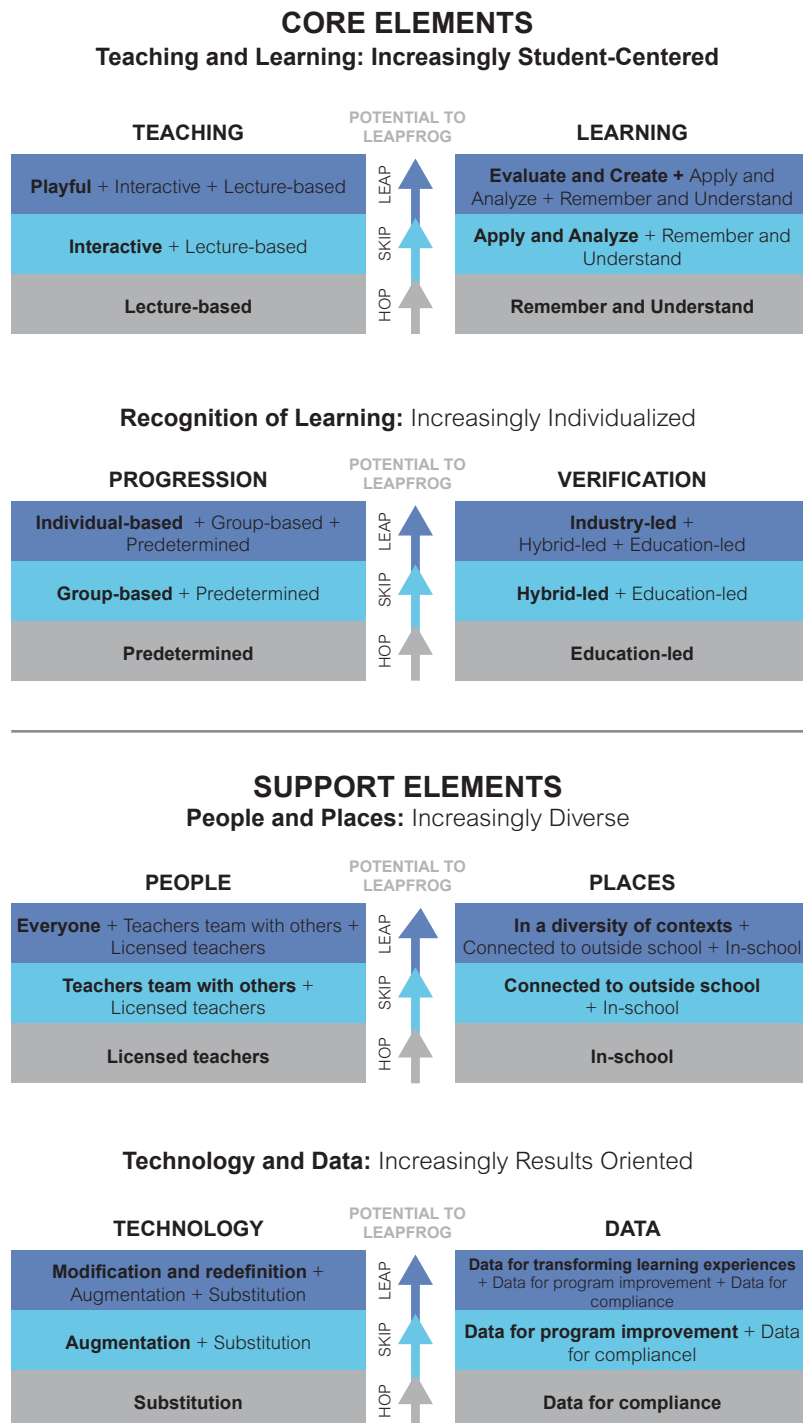 CORE ELEMENTS
Teaching and Learning: Increasingly Student-Centered
TEACHING
POTENTIAL TO
LEAPFROG
LEARNING
Playful + Interactive + Lecture-based
LEAP
Evaluate and Create + Apply and
Analyze + Remember and Understand
Interactive + Lecture-based
SKIP
Apply and Analyze + Remember and
Understand
Lecture-based
HOP
Remember and Understand
Recognition of Learning: Increasingly Individualized
PROGRESSION
POTENTIAL TO
LEAPFROG
VERIFICATION
Individual-based + Group-based +
Predetermined
LEAP
Industry-led +
Hybrid-led + Education-led
Group-based + Predetermined
SKIP
Hybrid-led + Education-led
Predetermined
HOP
Education-led
SUPPORT ELEMENTS
People and Places: Increasingly Diverse
PEOPLE
POTENTIAL TO
LEAPFROG
PLACES
Everyone + Teachers team with others +
Licensed teachers
LEAP
In a diversity of contexts +
Connected to outside school + In-school
Teachers team with others +
Licensed teachers
SKIP
Connected to outside school
+ In-school
Licensed teachers
HOP
In-school
Technology and Data: Increasingly Results Oriented
TECHNOLOGY
POTENTIAL TO
LEAPFROG
DATA
Modification and redefinition +
Augmentation + Substitution
LEAP
Data for transforming learning experiences
+ Data for program improvement + Data for
compliance
Augmentation + Substitution
SKIP
Data for program improvement + Data
for compliancel
Substitution
HOP
Data for compliance